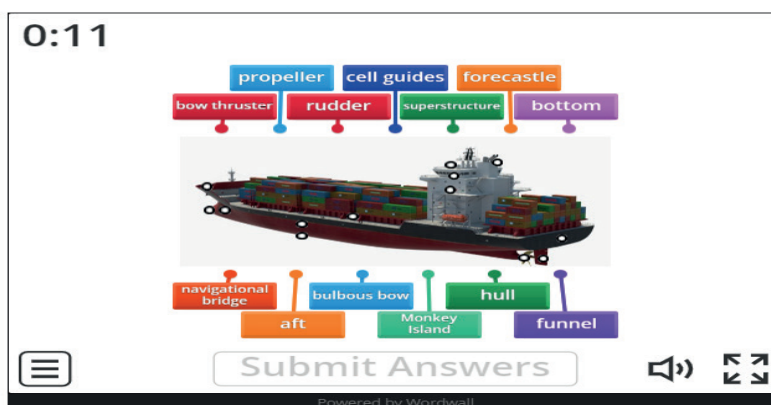 0:11
propeller
cell guides
forecastle
bow thruster
rudder
superstructure
bottom
navigational
bridge
bulbous bow
hull
aft
Monkey
Island
funnel
Submit Answers
Powered by Wordwall